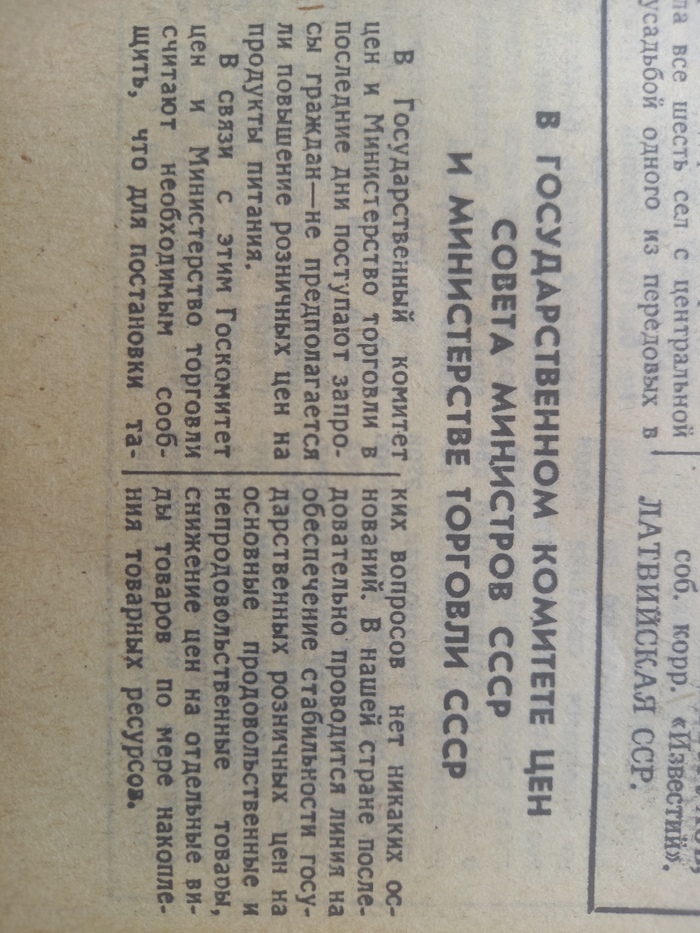 ла все шесть сел с центральной
усадьбой одного из передовых в
соб. корр. «Известий».
ЛАТВИЙСКАЯ ССР.
В ГОСУДАРСТВЕННОМ КОМИТЕТЕ ЦЕН
СОВЕТА МИНИСТРОВ СССР
И МИНИСТЕРСТВЕ ТОРГОВЛИ СССР
В Государственный комитет
цен и Министерство торговли в
последние дни поступают запро-
сы граждан—не предполагается
ли повышение розничных цен на
продукты питания.
В связи с этим Госкомитет
цен и Министерство торговли
считают необходимым сооб-
щить, что для постановки та-
ких вопросов нет никаких ос-
нований. В нашей стране после-
довательно проводится линия на
обеспечение стабильности госу-
дарственных розничных цен на
основные продовольственные и
непродовольственные товары,
снижение цен на отдельные ви-
ды товаров по мере накопле-
ния товарных ресурсов.